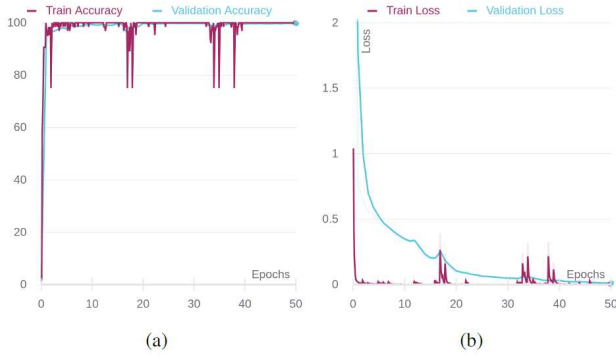 Train Accuracy Validation Accuracy
100
80
60
40
20
0
0 10 20 30 40 50
Epochs
(a)
Train Loss Validation Loss
Loss
2
1.5
1
0.5
0
0 10 20 30 40 50
Epochs
(b)